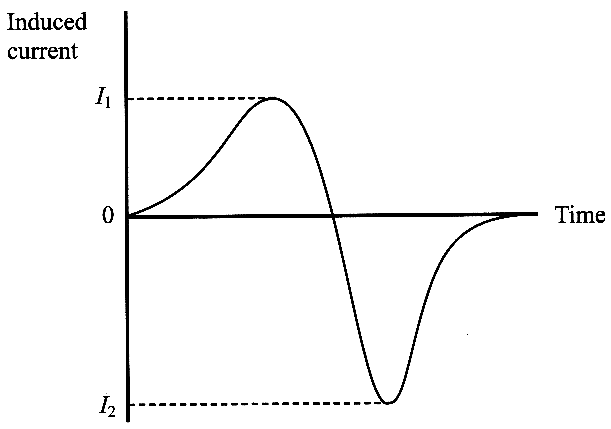 Induced
current
I₁
0
Time
I₂